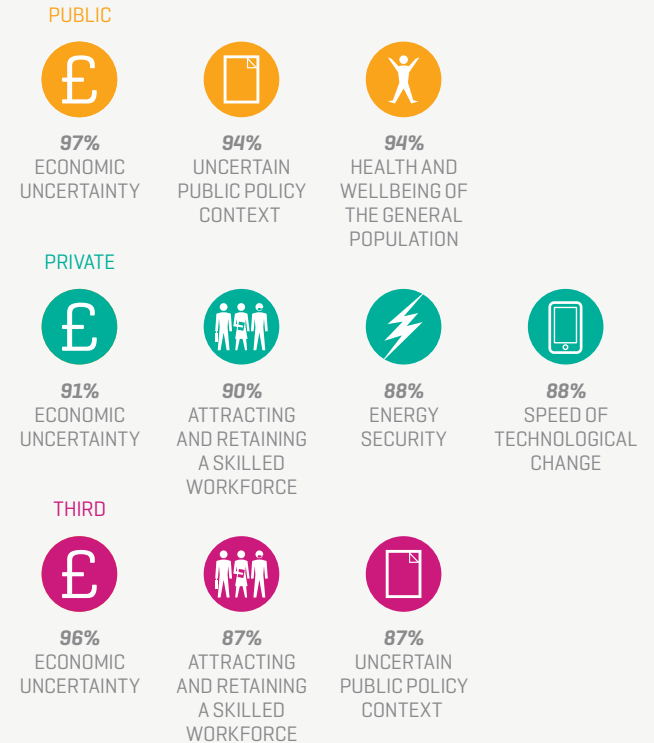 PUBLIC
£
97%
ECONOMIC
UNCERTAINTY
94%
UNCERTAIN
PUBLIC POLICY
CONTEXT
94%
HEALTH AND
WELLBEING OF
THE GENERAL
POPULATION
PRIVATE
£
91%
ECONOMIC
UNCERTAINTY
90%
ATTRACTING
AND RETAINING
A SKILLED
WORKFORCE
88%
ENERGY
SECURITY
88%
SPEED OF
TECHNOLOGICAL
CHANGE
THIRD
£
96%
ECONOMIC
UNCERTAINTY
87%
ATTRACTING
AND RETAINING
A SKILLED
WORKFORCE
87%
UNCERTAIN
PUBLIC POLICY
CONTEXT